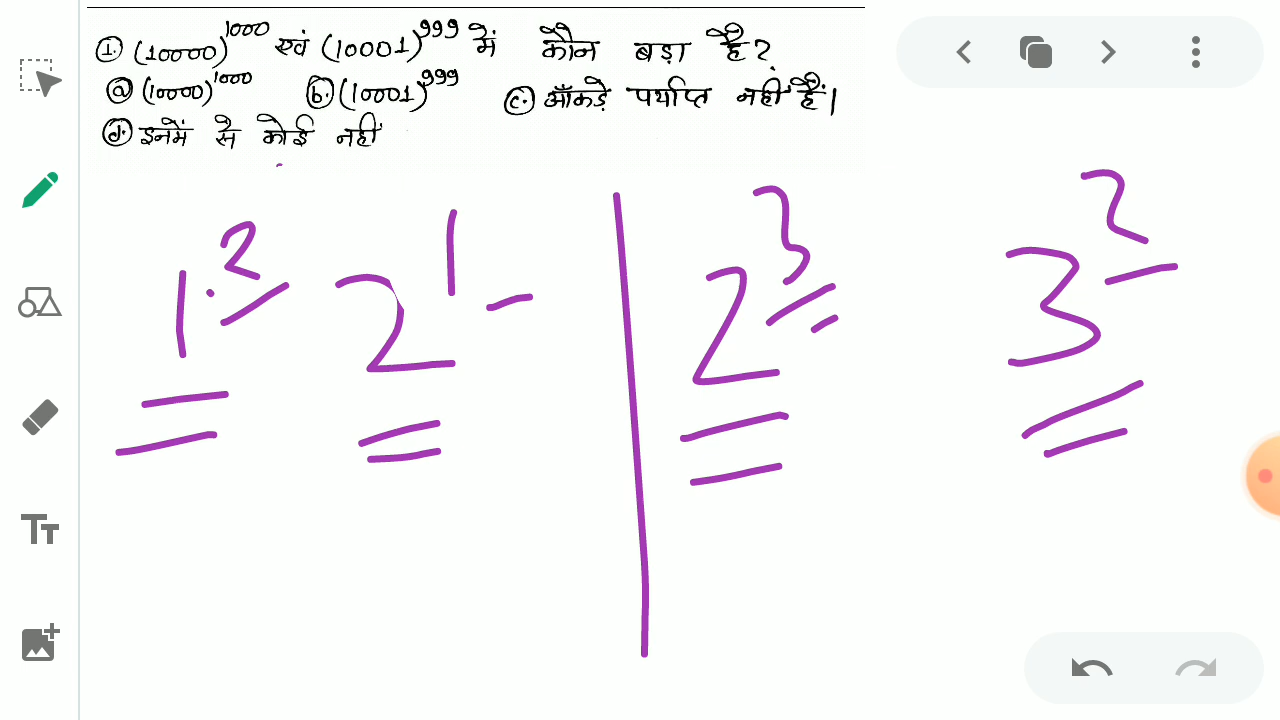 1. (10000)^1000 एवं (10001)^999 में कौन बड़ा है?
a (10000)^1000 b. (10001)^999 c. आँकड़े पर्याप्त नहीं हैं।
d. इनमें से कोई नहीं
1^2 2^1 2^3 3^2
TT